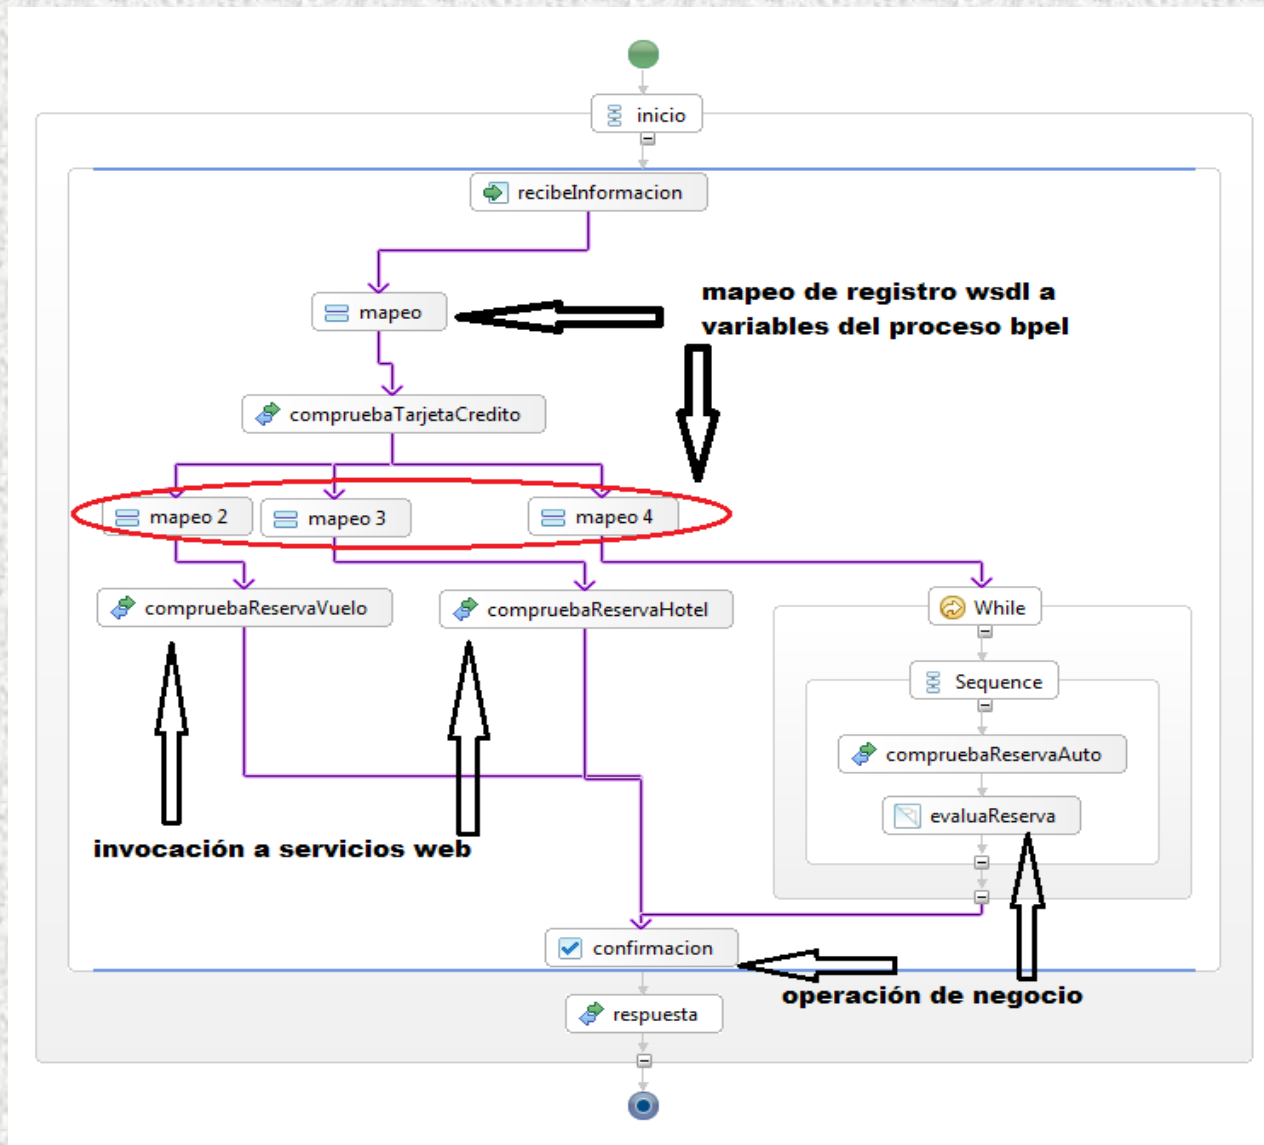 inicio
recibeInformacion
mapeo de registro wsdl a
variables del proceso bpel
mapeo
compruebaTarjetaCredito
mapeo 2
mapeo 3
mapeo 4
compruebaReservaVuelo
compruebaReservaHotel
While
Sequence
compruebaReservaAuto
evaluaReserva
invocación a servicios web
confirmacion
operación de negocio
respuesta